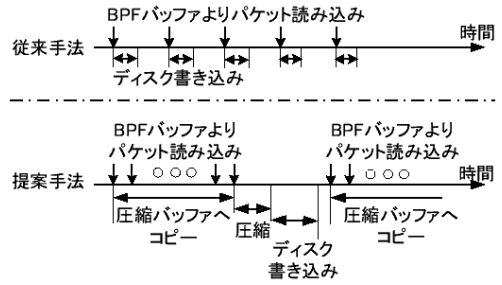 BPFバッファよりパケット読み込み
時間
従来手法
ディスク書き込み
BPFバッファより
パケット読み込み
BPFバッファより
パケット読み込み
○○○
○○○
時間
提案手法
圧縮バッファへ
コピー
圧縮
ディスク
書き込み
圧縮バッファへ
コピー